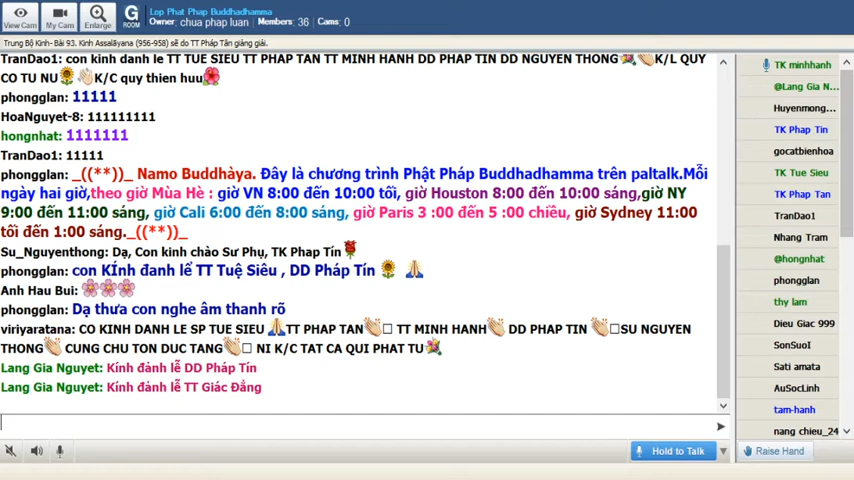 View Cam
My Cam
Enlarge
G
ROOM
Lop Phat Phap Buddhadhamma
Owner: chua phap luan Members: 36 Cams: 0
Trung Bộ Kinh- Bài 93. Kinh Assalàyana (956-958) sẽ do TT Pháp Tân giảng giải.
TranDao1: con kinh danh le TT TUE SIEU TT PHAP TAN TT MINH HANH DD PHAP TIN DD NGUYEN THONG K/L QUY
CO TU NU K/C quy thien huu
phongglan: 11111
HoaNguyet-8: 111111111
hongnhat: 1111111
TranDao1: 11111
phongglan: _((**))_ Namo Buddhàya. Đây là chương trình Phật Pháp Buddhadhamma trên paltalk.Mỗi
ngày hai giờ,theo giờ Mùa Hè : giờ VN 8:00 đến 10:00 tối, giờ Houston 8:00 đến 10:00 sáng,giờ NY
9:00 đến 11:00 sáng, giờ Cali 6:00 đến 8:00 sáng, giờ Paris 3 :00 đến 5 :00 chiều, giờ Sydney 11:00
tối đến 1:00 sáng._((**))_
Su_Nguyenthong: Dạ, Con kinh chào Sư Phụ, TK Phap Tín
phongglan: con KÍnh đanh lể TT Tuệ Siêu , DD Pháp Tín
Anh Hau Bui:
phongglan: Dạ thưa con nghe âm thanh rõ
viriyaratana: CO KINH DANH LE SP TUE SIEU TT PHAP TAN TT MINH HANH DD PHAP TIN SU NGUYEN
THONG CUNG CHU TON DUC TANG NI K/C TAT CA QUI PHAT TU
Lang Gia Nguyet: Kính đảnh lễ DD Pháp Tín
Lang Gia Nguyet: Kính đảnh lễ TT Giác Đẳng
Hold to Talk
TK minhhanh
@Lang Gia N...
Huyenmong...
TK Phap Tin
gocatbienhoa
TK Tue Sieu
TK Phap Tan
TranDao1
Nhang Tram
@hongnhat
phongglan
thy lam
Dieu Giac 999
SonSuoI
Sati amata
AuSocLinh
tam-hanh
nang chieu_24
Raise Hand